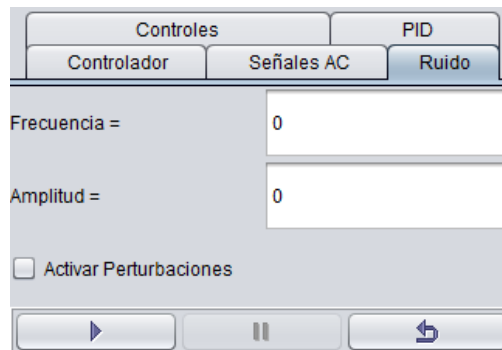 Controles PID
Controlador Señales AC Ruido
Frecuencia = 0
Amplitud = 0
Activar Perturbaciones